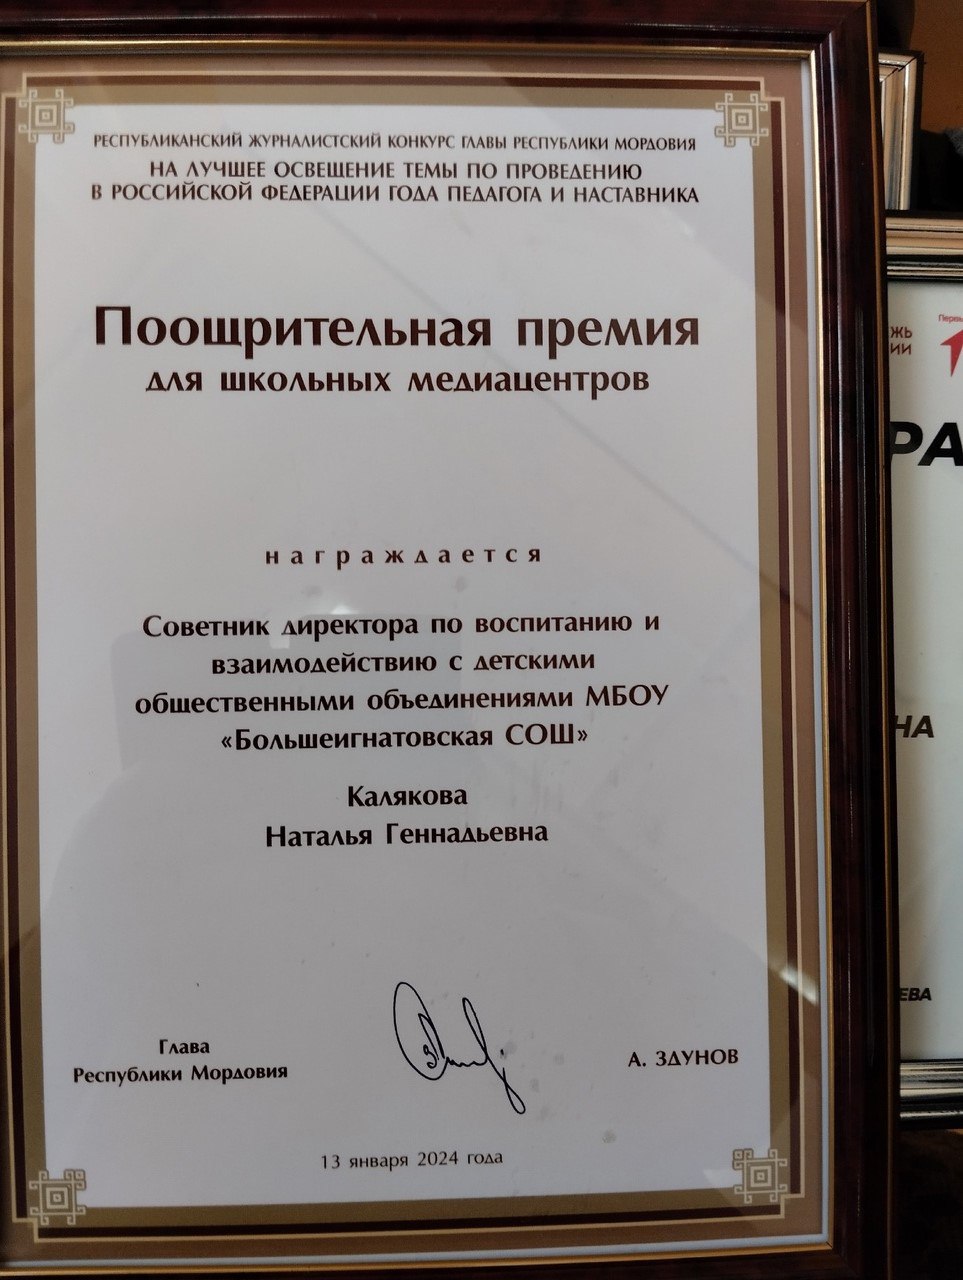 РЕСПУБЛИКАНСКИЙ ЖУРНАЛИСТСКИЙ КОНКУРС ГЛАВЫ РЕСПУБЛИКИ МОРДОВИЯ
НА ЛУЧШЕЕ ОСВЕЩЕНИЕ ТЕМЫ ПО ПРОВЕДЕНИЮ
В РОССИЙСКОЙ ФЕДЕРАЦИИ ГОДА ПЕДАГОГА И НАСТАВНИКА
Поощрительная премия
для школьных медиацентров
награждается
Советник директора по воспитанию и
взаимодействию с детскими
общественными объединениями МБОУ
«Большеигнатовская СОШ»
Калякова
Наталья Геннадьевна
Глава
Республики Мордовия
А. ЗДУНОВ
13 января 2024 года